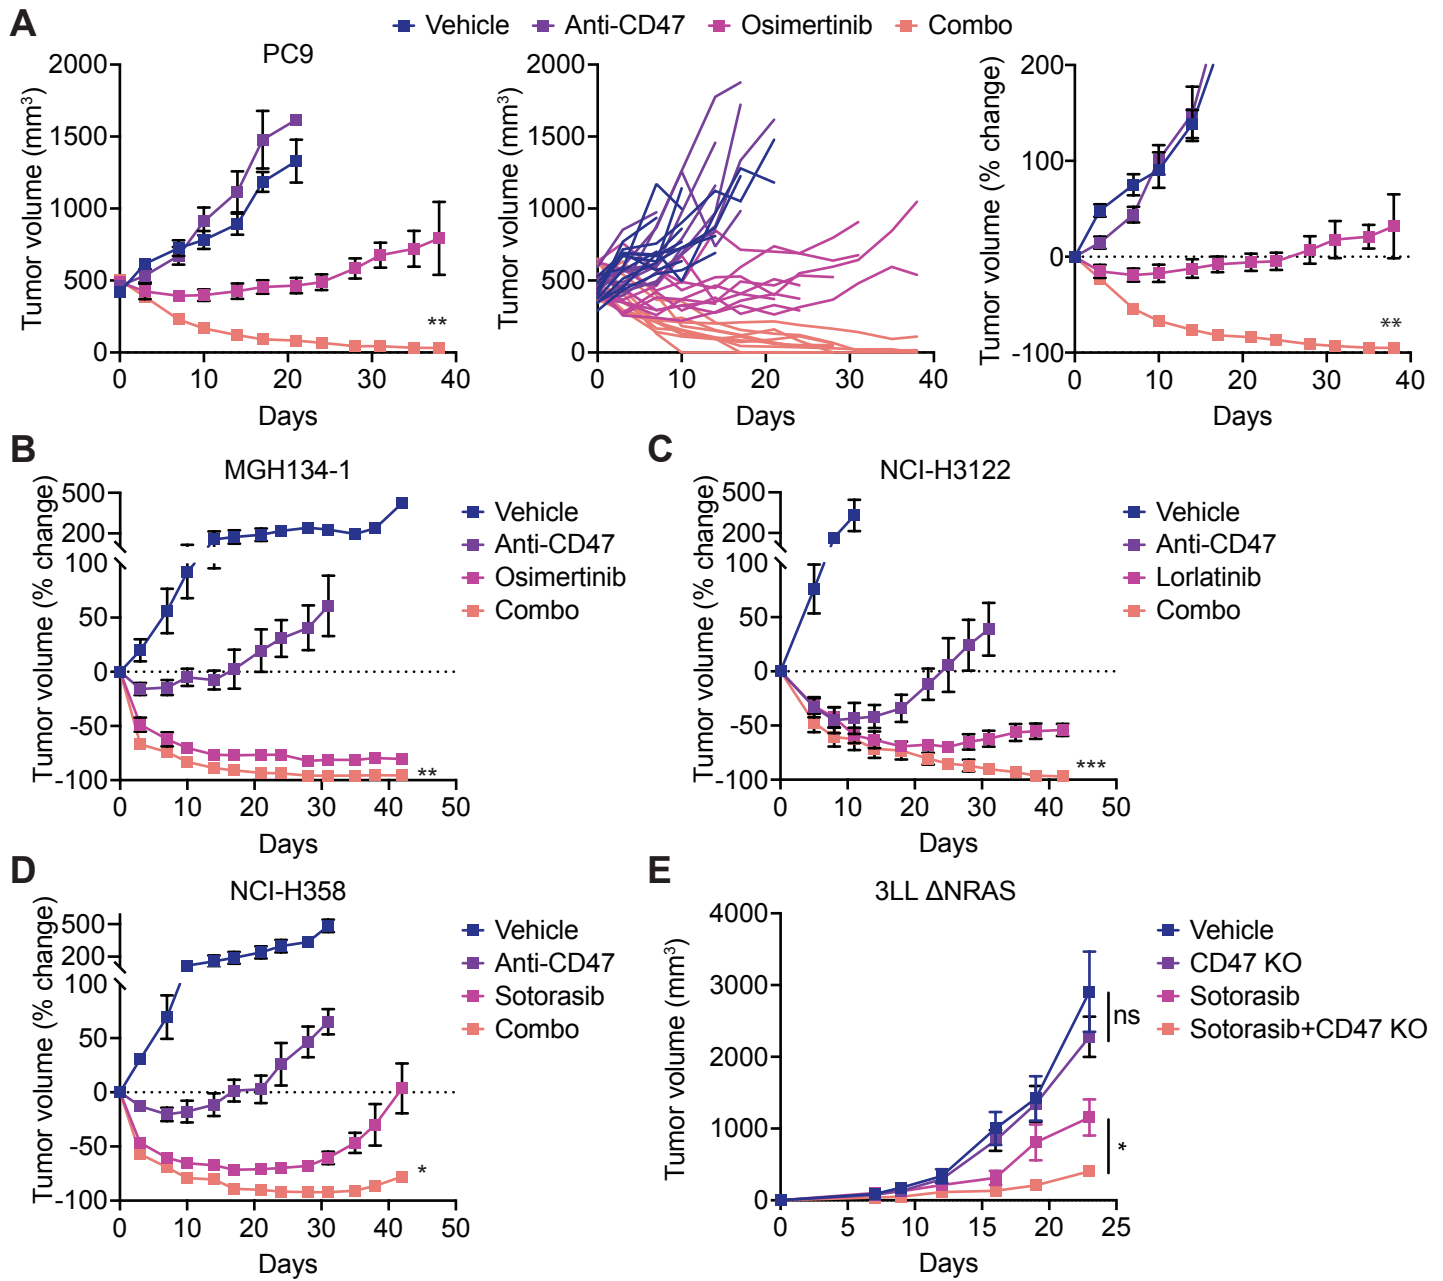 A
Vehicle
Anti-CD47
Osimertinib
Combo
PC9
Tumor volume (mm³)
2000
1500
1000
500
0
0 10 20 30 40
Days
Tumor volume (mm³)
2000
1500
1000
500
0
0 10 20 30 40
Days
Tumor volume (% change)
200
100
0
-100
**
**
0 10 20 30 40
Days
B
MGH134-1
Tumor volume (% change)
500
200
100
50
0
-50
-100
**
0 10 20 30 40 50
Days
Vehicle
Anti-CD47
Osimertinib
Combo
C
NCI-H3122
Tumor volume (% change)
500
200
100
50
0
-50
-100
***
0 10 20 30 40 50
Days
Vehicle
Anti-CD47
Lorlatinib
Combo
D
NCI-H358
Tumor volume (% change)
500
200
100
50
0
-50
-100
*
0 10 20 30 40 50
Days
Vehicle
Anti-CD47
Sotorasib
Combo
E
3LL ΔNRAS
Tumor volume (mm³)
4000
3000
2000
1000
0
ns
*
0 5 10 15 20 25
Days
Vehicle
CD47 KO
Sotorasib
Sotorasib+CD47 KO